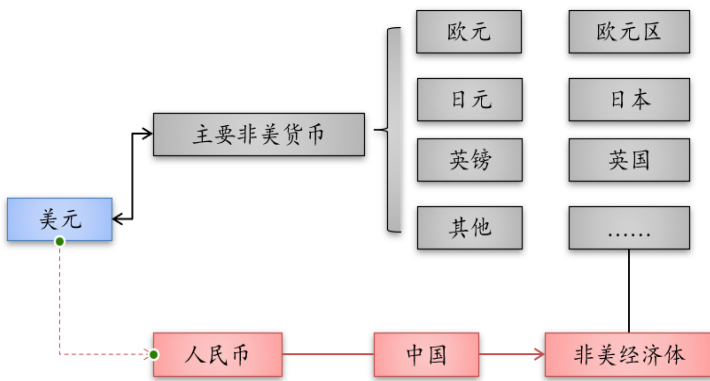 欧元
欧元区
日元
日本
主要非美货币
英镑
英国
美元
其他
……
人民币
中国
非美经济体